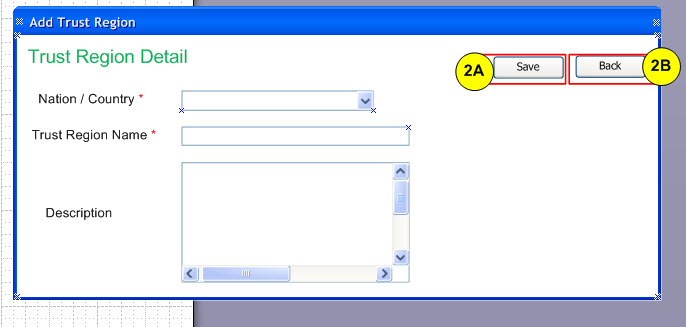 Add Trust Region
Trust Region Detail
2A Save Back 2B
Nation / Country *
Trust Region Name *
Description